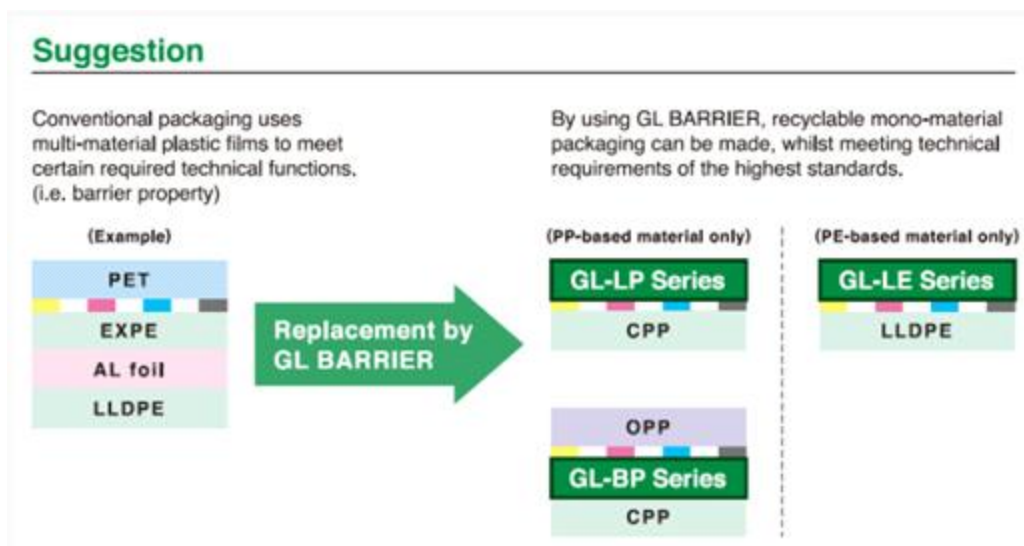 Suggestion
Conventional packaging uses
multi-material plastic films to meet
certain required technical functions.
(i.e. barrier property)
(Example)
PET
EXPE
AL foil
LLDPE
Replacement by
GL BARRIER
By using GL BARRIER, recyclable mono-material
packaging can be made, whilst meeting technical
requirements of the highest standards.
(PP-based material only)
GL-LP Series
CPP
OPP
GL-BP Series
CPP
(PE-based material only)
GL-LE Series
LLDPE